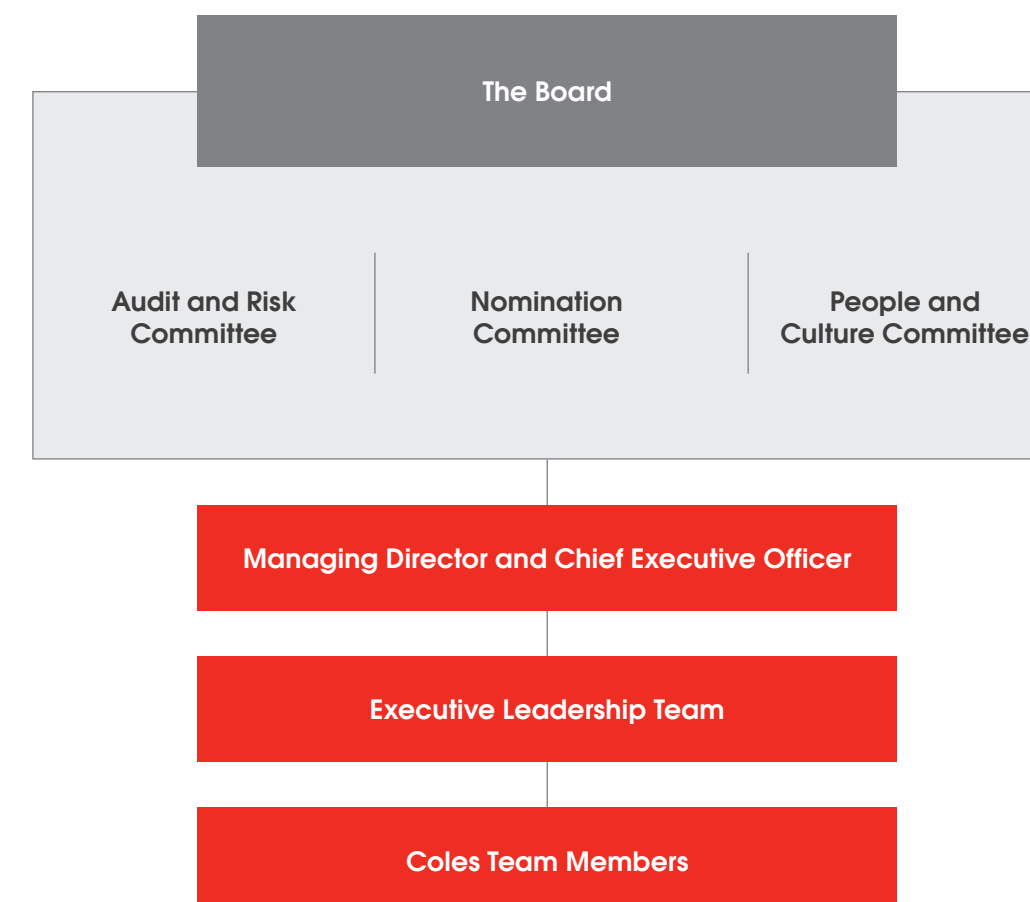 The Board
Audit and Risk
Committee
Nomination
Committee
People and
Culture Committee
Managing Director and Chief Executive Officer
Executive Leadership Team
Coles Team Members